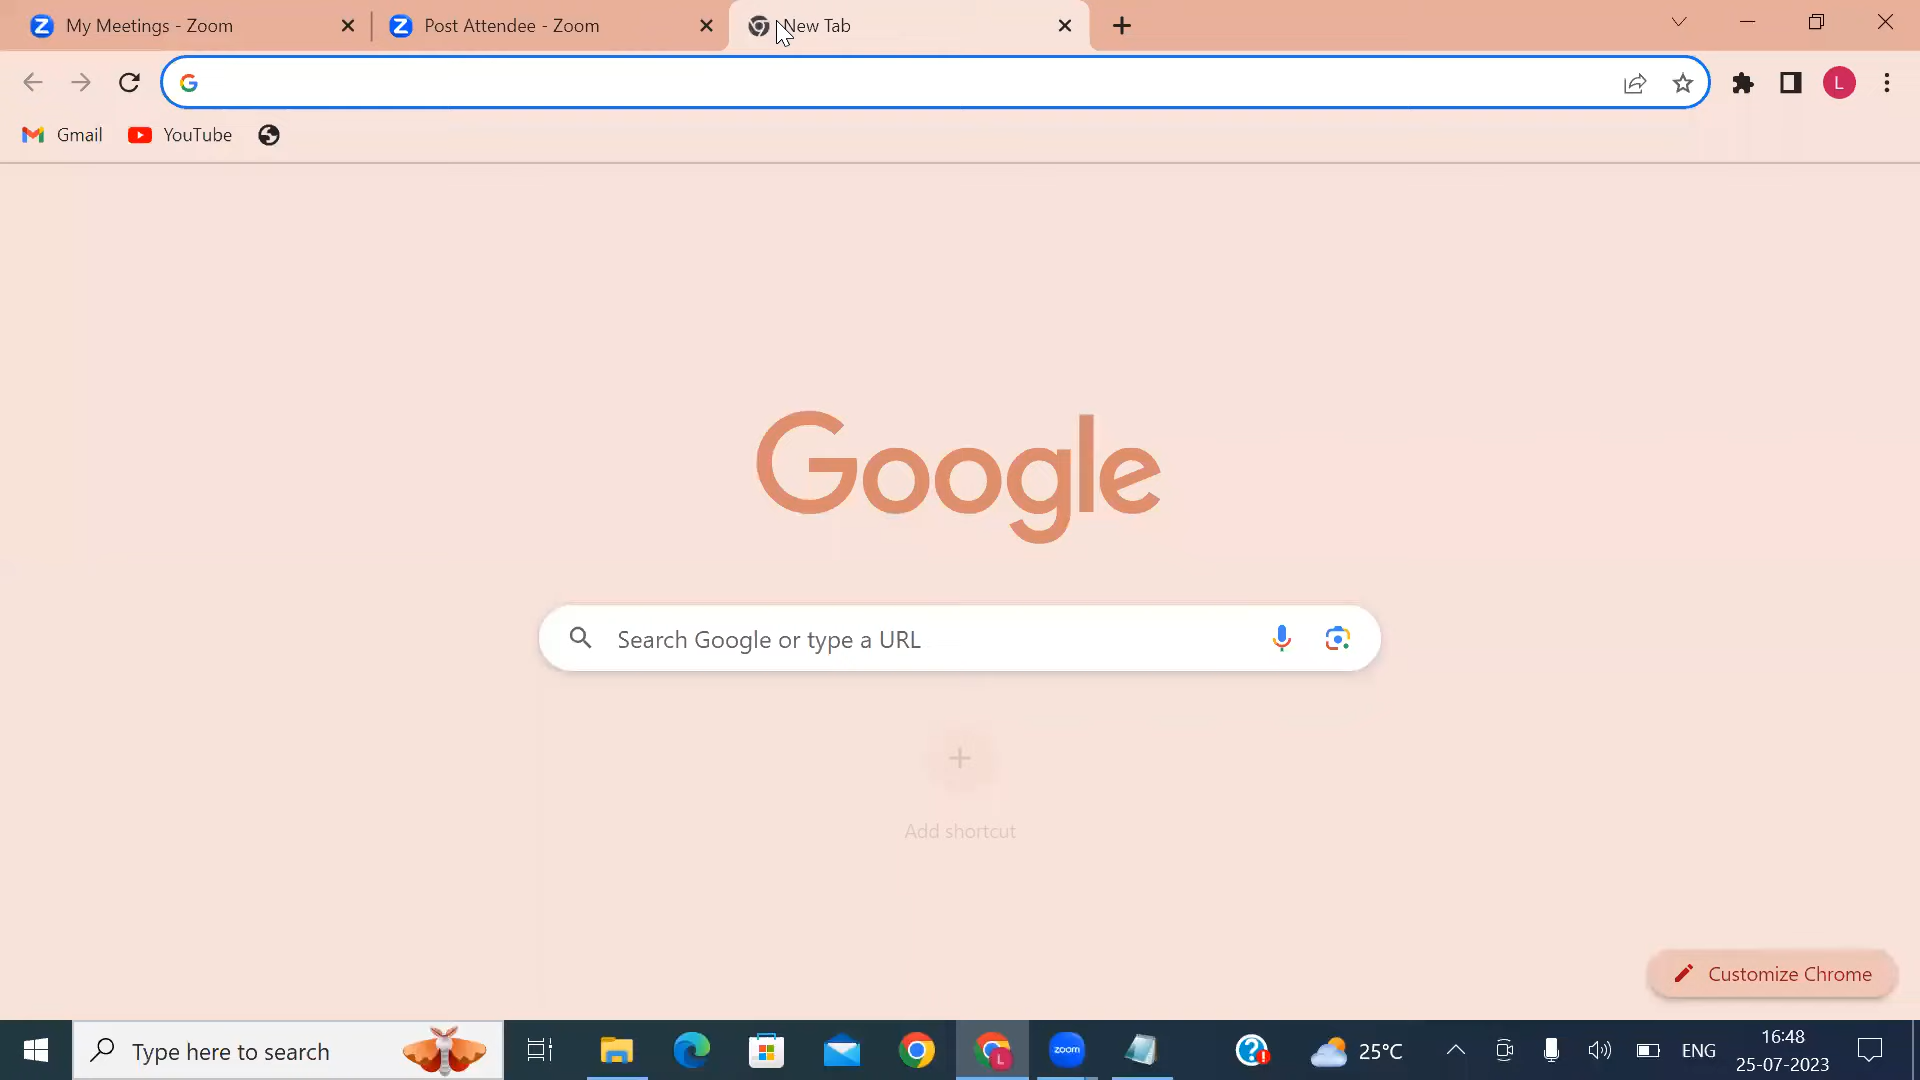 My Meetings - Zoom
Post Attendee - Zoom
New Tab
L
Gmail
YouTube
Google
Search Google or type a URL
Add shortcut
Customize Chrome
Type here to search
L
zoom
25°C
ENG
16:48
25-07-2023